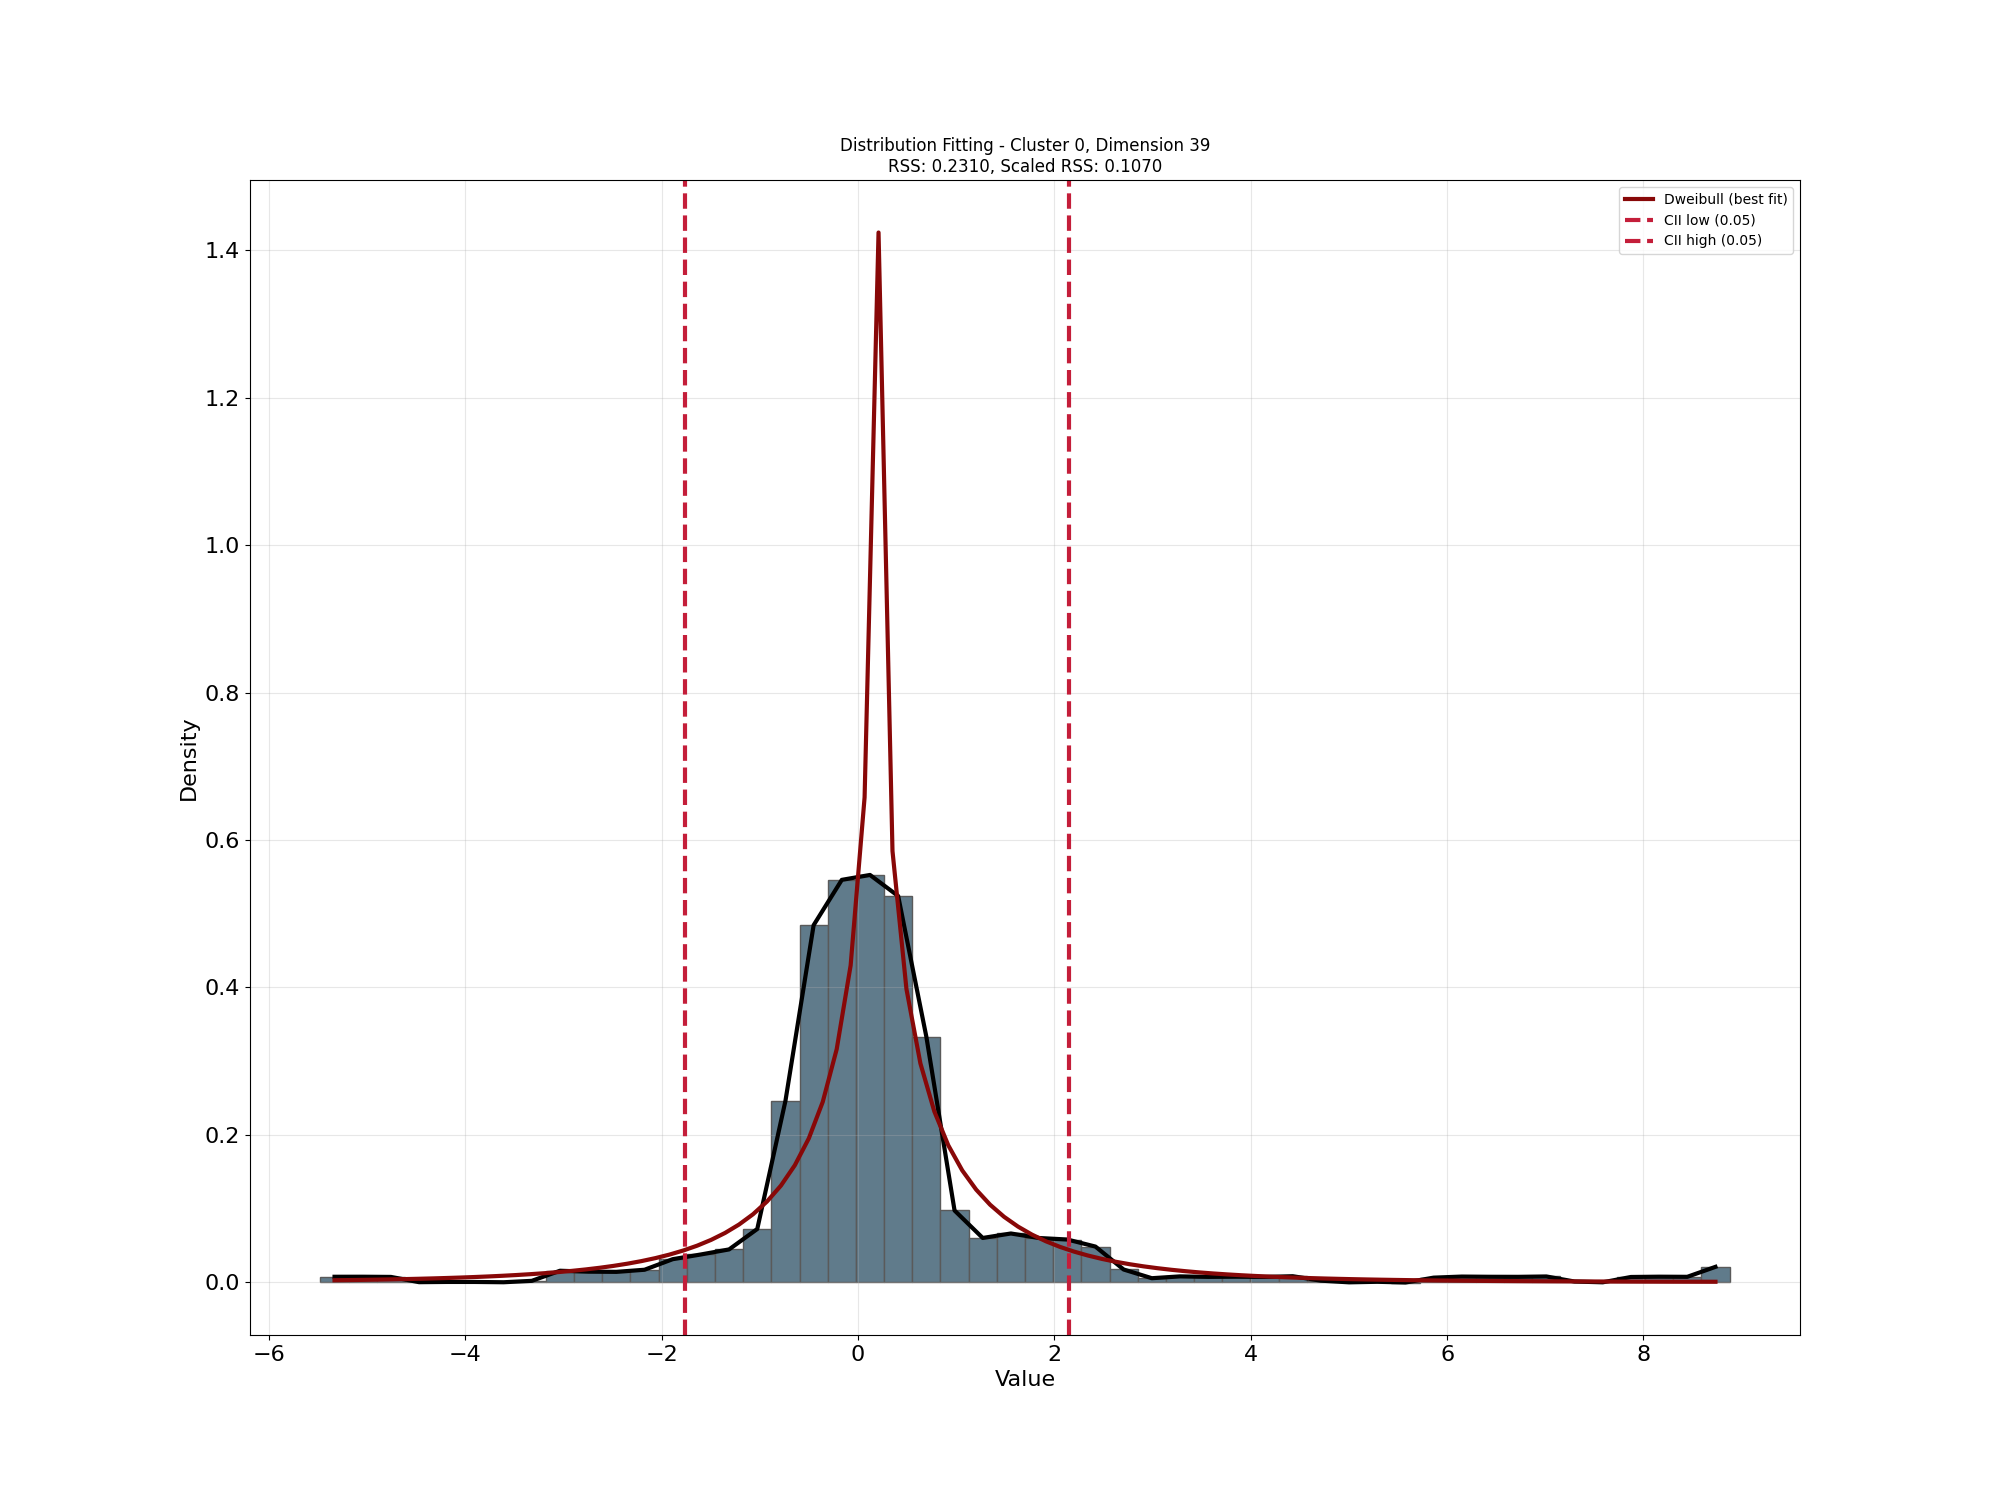 Distribution Fitting - Cluster 0, Dimension 39
RSS: 0.2310, Scaled RSS: 0.1070
Dweibull (best fit)
CII low (0.05)
CII high (0.05)
1.4
1.2
1.0
0.8
0.6
0.4
0.2
0.0
Density
−6 −4 −2 0 2 4 6 8
Value